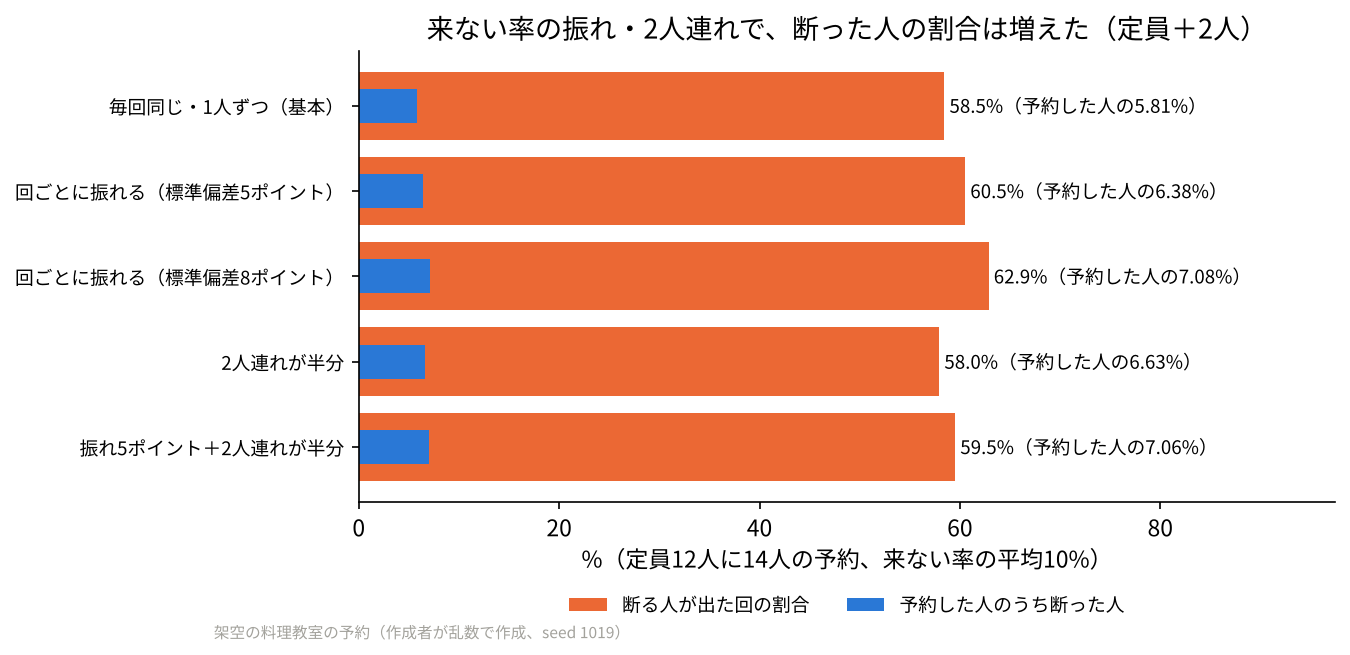 来ない率の振れ・2人連れで、断った人の割合は増えた（定員＋2人）
毎回同じ・1人ずつ（基本）
58.5%（予約した人の5.81%）
回ごとに振れる（標準偏差5ポイント）
60.5%（予約した人の6.38%）
回ごとに振れる（標準偏差8ポイント）
62.9%（予約した人の7.08%）
2人連れが半分
58.0%（予約した人の6.63%）
振れ5ポイント＋2人連れが半分
59.5%（予約した人の7.06%）
0 20 40 60 80
%（定員12人に14人の予約、来ない率の平均10%）
断る人が出た回の割合 予約した人のうち断った人
架空の料理教室の予約（作成者が乱数で作成、seed 1019）